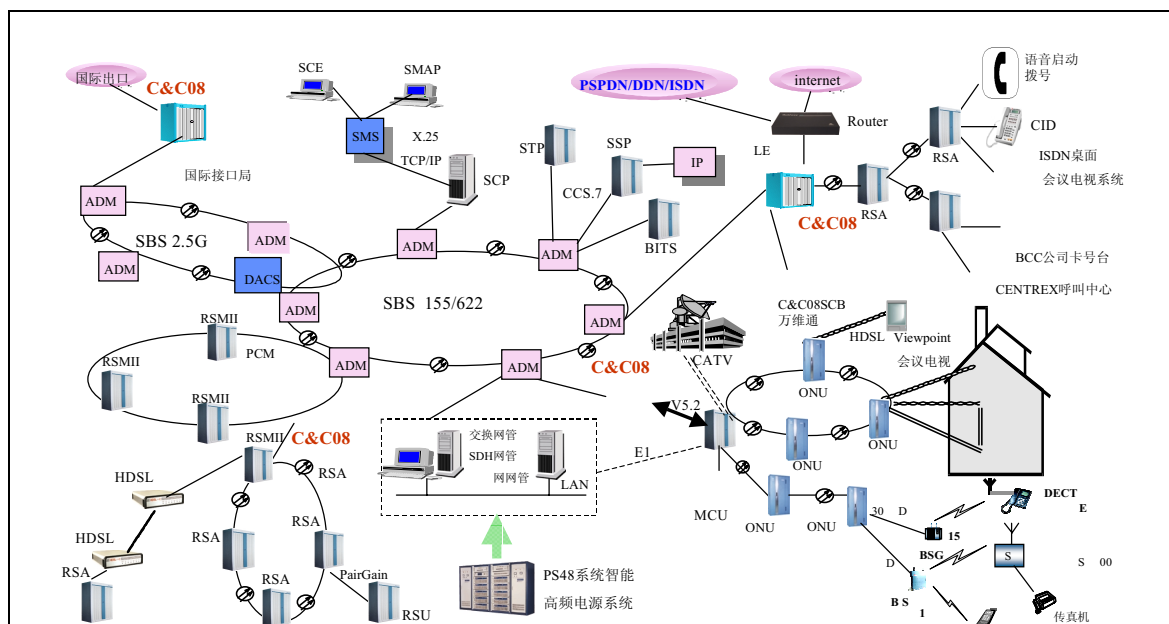 国际出口
C&C08
SCE
SMAP
SMS
X.25
TCP/IP
SCP
国际接口局
PSPDN/DDN/ISDN
internet
Router
LE
语音启动
拨号
CID
RSA
ISDN桌面
会议电视系统
STP
SSP
IP
CCS.7
BITS
C&C08
RSA
BCC公司卡号台
CENTREX呼叫中心
ADM
SBS 2.5G
ADM
ADM
DACS
ADM
ADM
ADM
SBS 155/622
ADM
ADM
ADM
C&C08
RSMII
PCM
RSMII
RSMII
RSMII
C&C08
CATV
C&C08SCB
万维通
HDSL
Viewpoint
会议电视
ONU
ONU
ONU
V5.2
E1
MCU
ONU
ONU
交换网管
SDH网管
网网管
LAN
PS48系统智能
高频电源系统
HDSL
HDSL
RSA
RSA
RSA
RSA
RSA
PairGain
RSU
30
D
15
BSG
D
B S
1
DECT
E
S
S
00
传真机